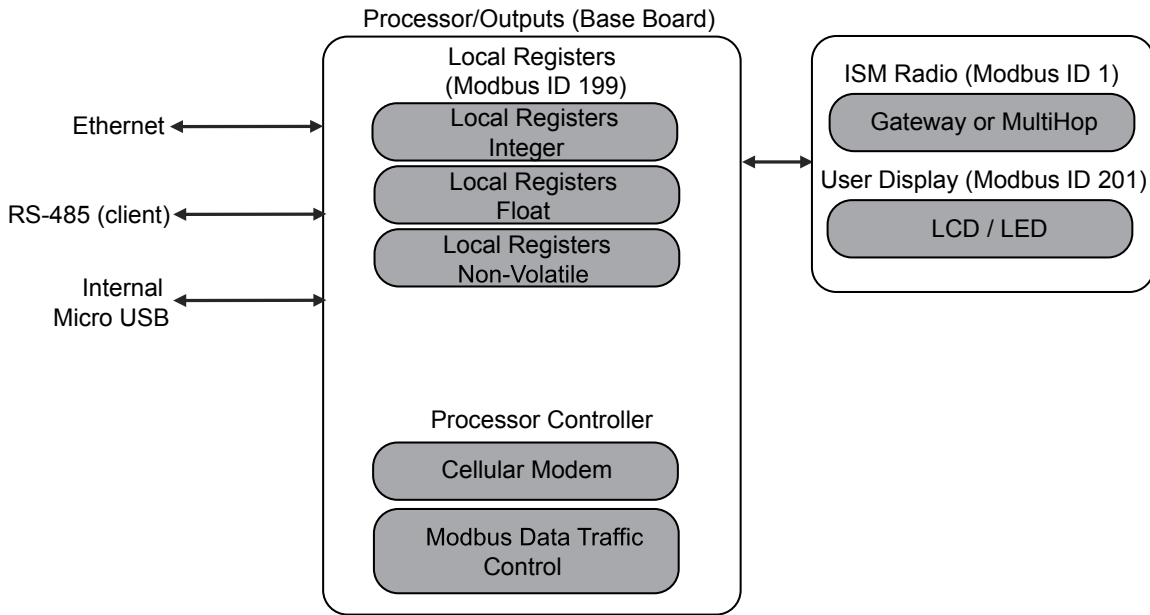 Processor/Outputs (Base Board)
Local Registers
(Modbus ID 199)
Local Registers
Integer
Local Registers
Float
Local Registers
Non-Volatile
Processor Controller
Cellular Modem
Modbus Data Traffic
Control
Ethernet
RS-485 (client)
Internal
Micro USB
ISM Radio (Modbus ID 1)
Gateway or MultiHop
User Display (Modbus ID 201)
LCD / LED